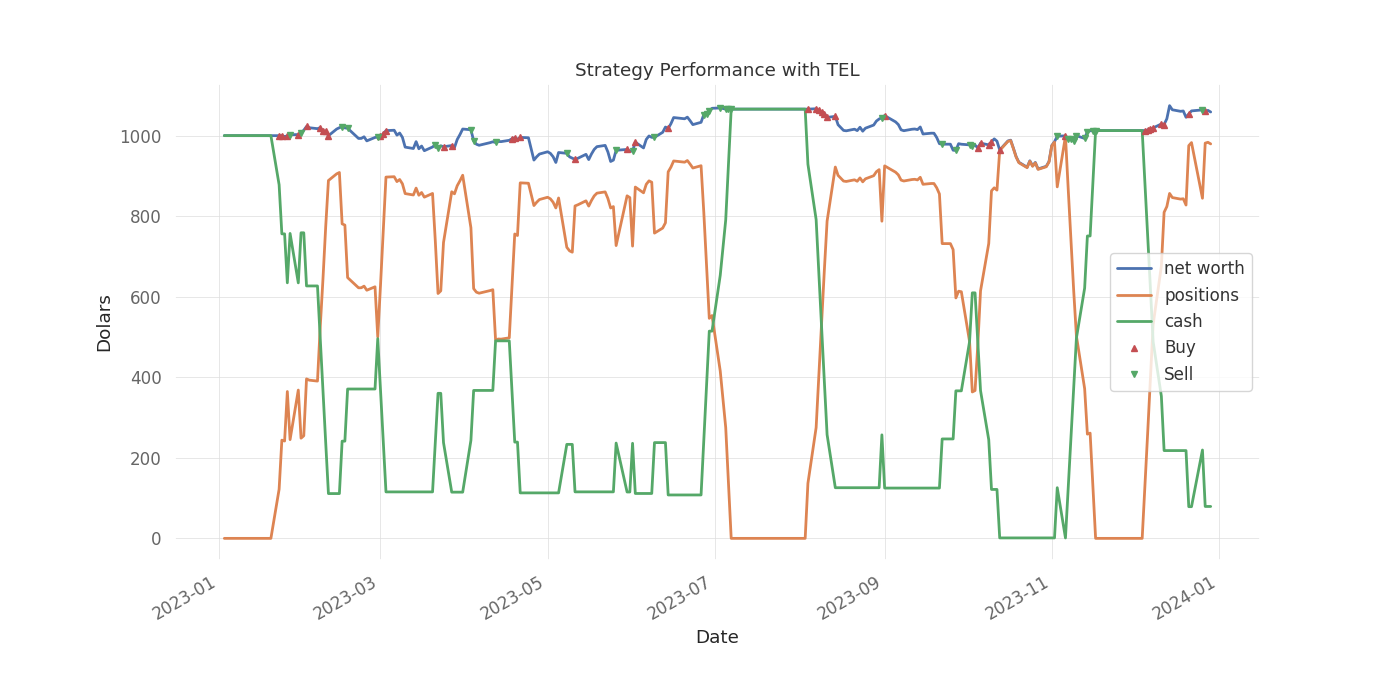 Strategy Performance with TEL
Dolars
1000
800
600
400
200
0
net worth
positions
cash
Buy
Sell
2023-01
2023-03
2023-05
2023-07
2023-09
2023-11
2024-01
Date